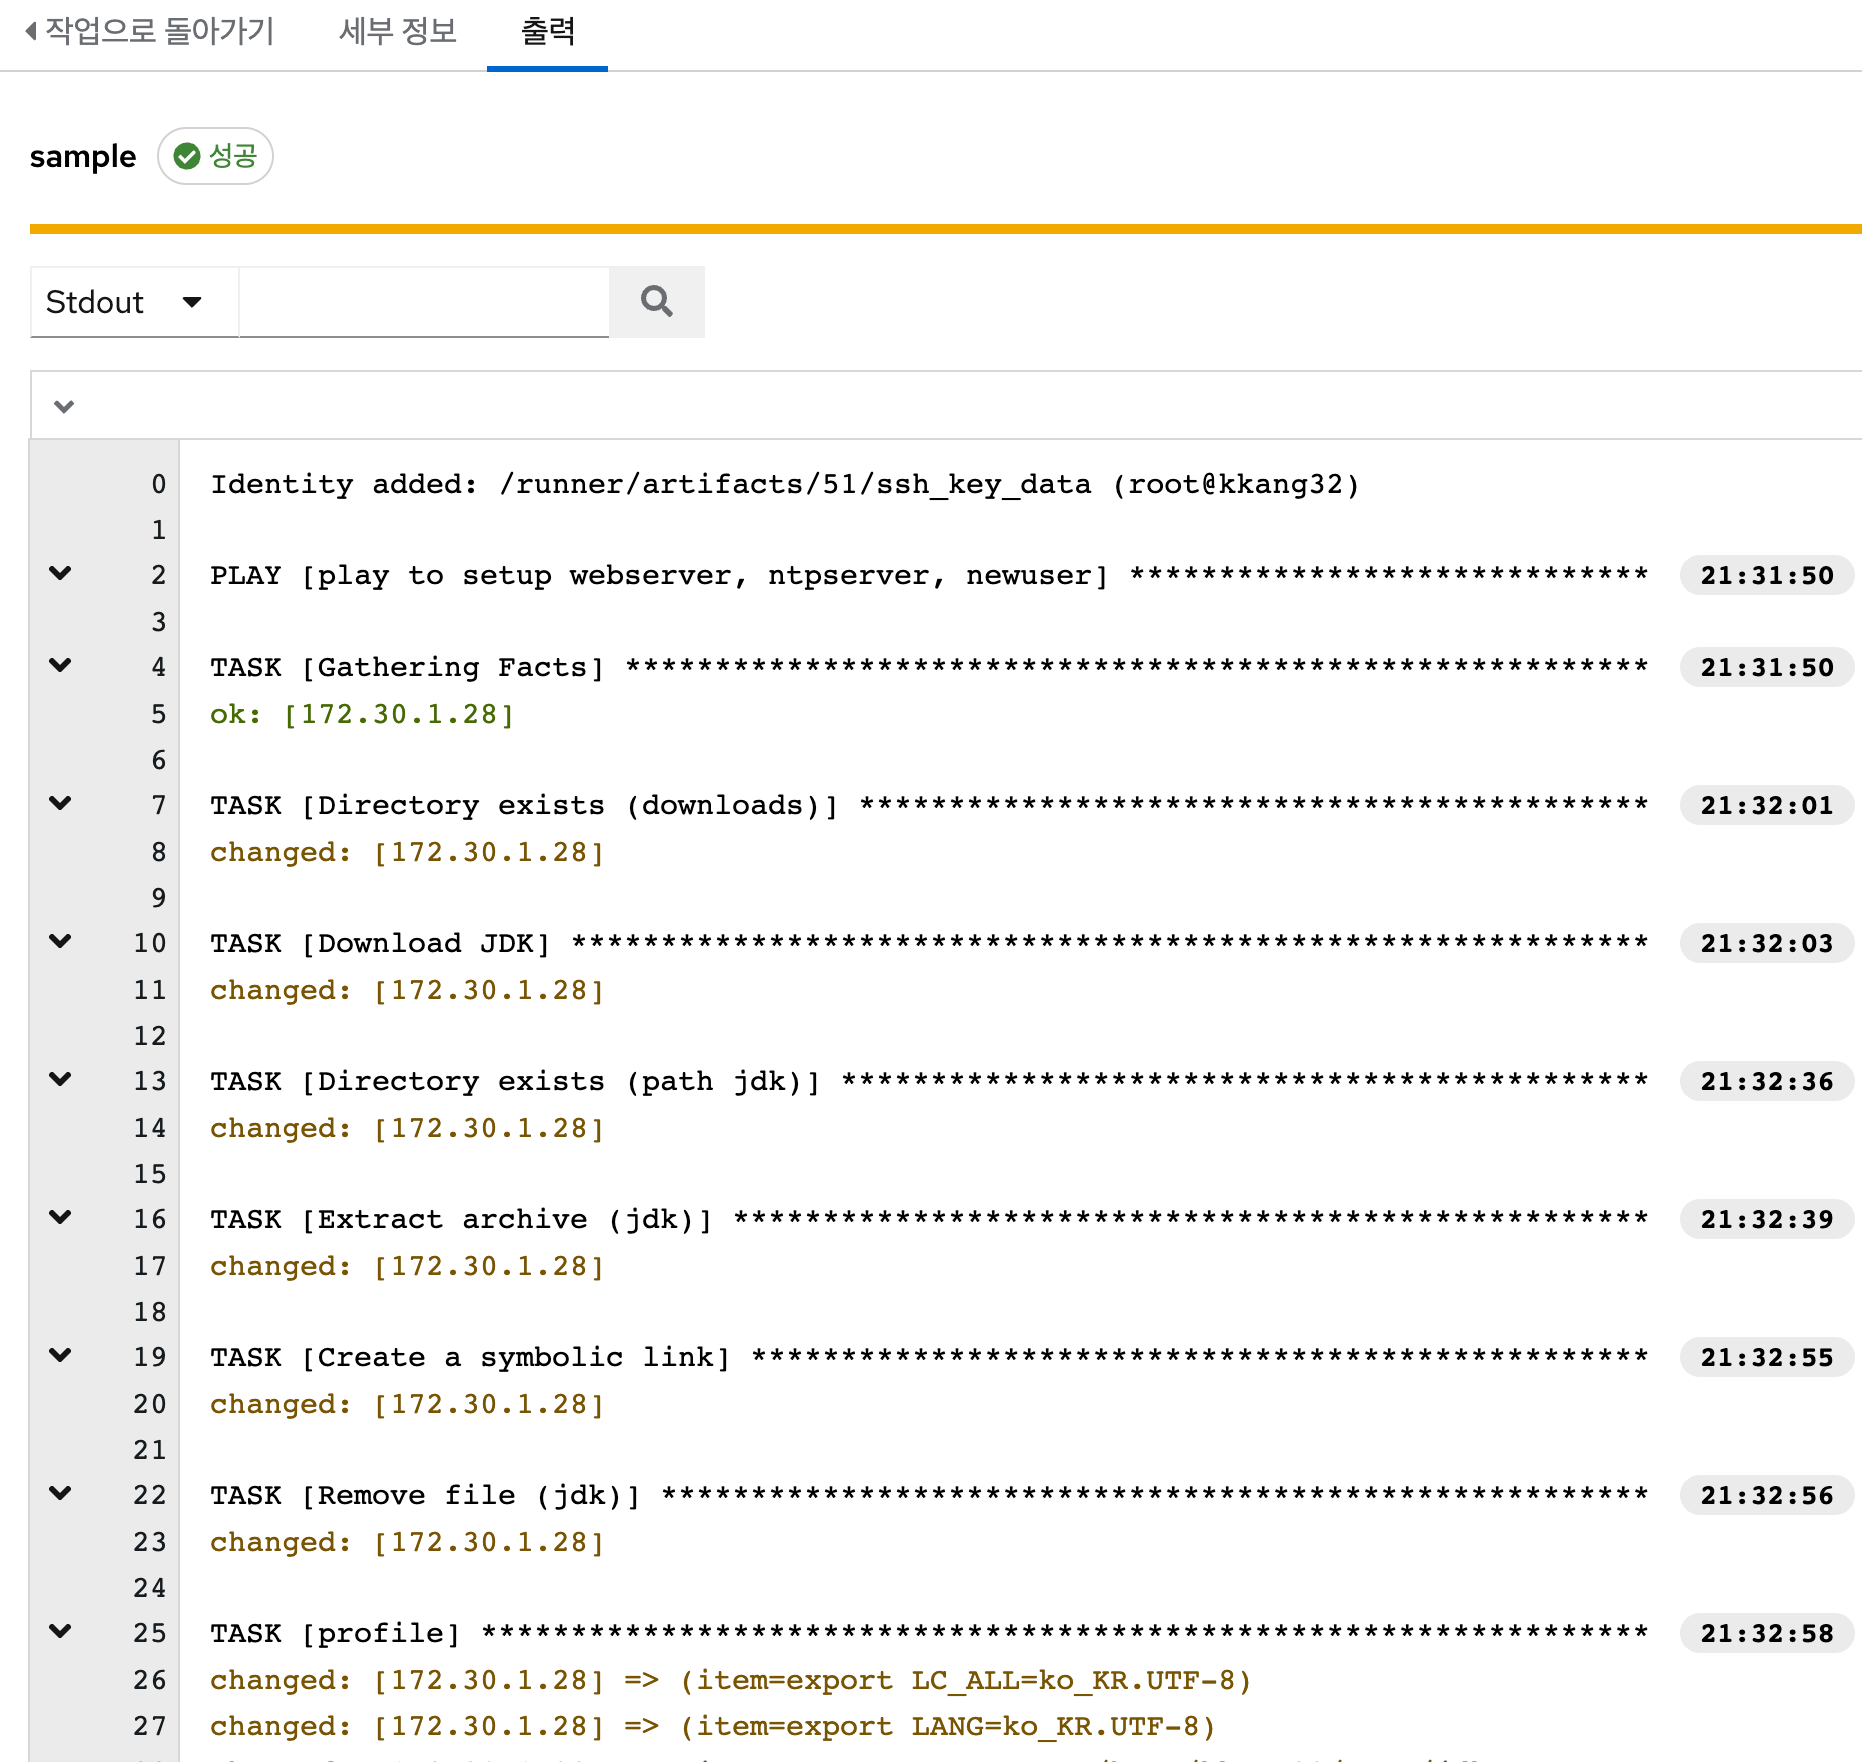 작업으로 돌아가기 세부 정보 출력
sample 성공
Stdout
0 Identity added: /runner/artifacts/51/ssh_key_data (root@kkang32)
1
2 PLAY [play to setup webserver, ntpserver, newuser] ***************************** 21:31:50
3
4 TASK [Gathering Facts] ********************************************************* 21:31:50
5 ok: [172.30.1.28]
6
7 TASK [Directory exists (downloads)] ******************************************** 21:32:01
8 changed: [172.30.1.28]
9
10 TASK [Download JDK] ************************************************************ 21:32:03
11 changed: [172.30.1.28]
12
13 TASK [Directory exists (path jdk)] ********************************************* 21:32:36
14 changed: [172.30.1.28]
15
16 TASK [Extract archive (jdk)] *************************************************** 21:32:39
17 changed: [172.30.1.28]
18
19 TASK [Create a symbolic link] ************************************************** 21:32:55
20 changed: [172.30.1.28]
21
22 TASK [Remove file (jdk)] ******************************************************* 21:32:56
23 changed: [172.30.1.28]
24
25 TASK [profile] ***************************************************************** 21:32:58
26 changed: [172.30.1.28] => (item=export LC_ALL=ko_KR.UTF-8)
27 changed: [172.30.1.28] => (item=export LANG=ko_KR.UTF-8)